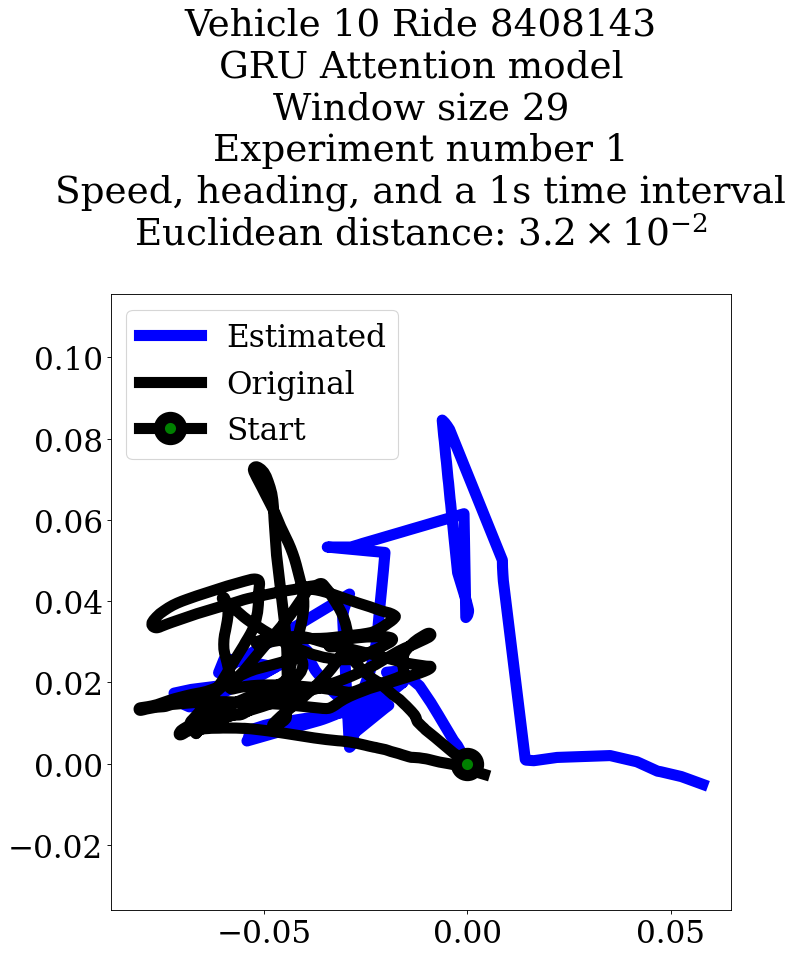 Vehicle 10 Ride 8408143
GRU Attention model
Window size 29
Experiment number 1
Speed, heading, and a 1s time interval
Euclidean distance: 3.2 × 10⁻²
Estimated
Original
Start
0.10
0.08
0.06
0.04
0.02
0.00
−0.02
−0.05 0.00 0.05